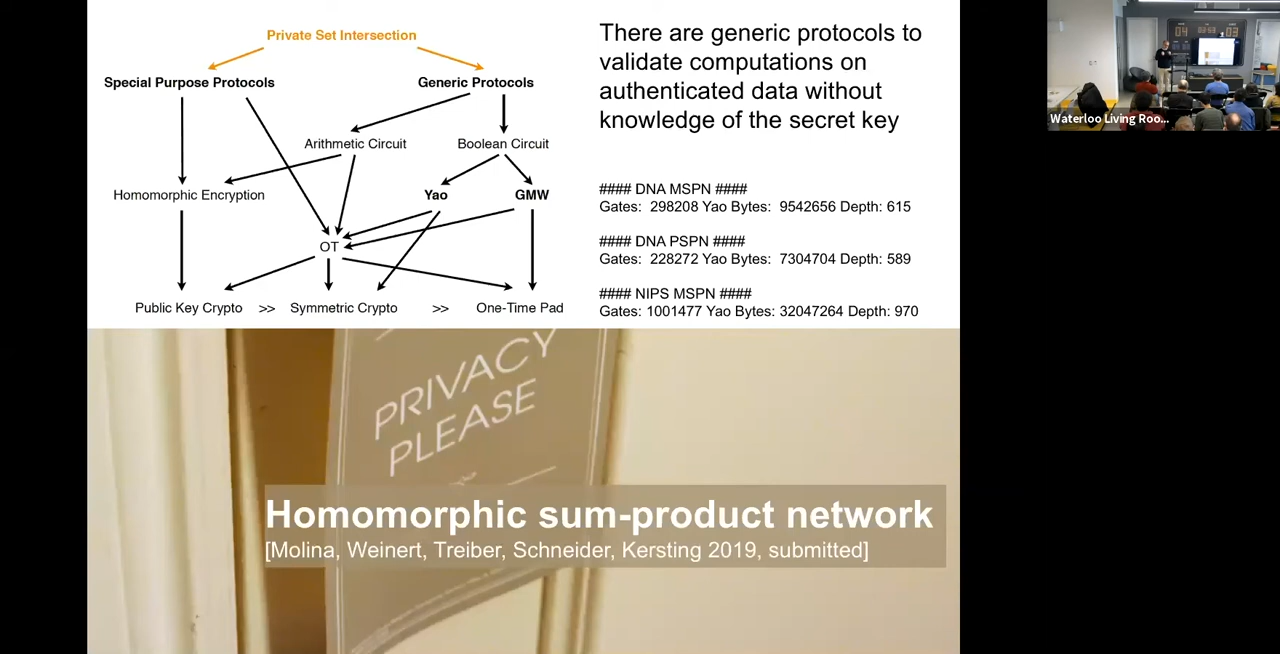 Private Set Intersection
Special Purpose Protocols
Generic Protocols
Arithmetic Circuit
Boolean Circuit
Homomorphic Encryption
Yao
GMW
OT
Public Key Crypto >> Symmetric Crypto >> One-Time Pad
There are generic protocols to
validate computations on
authenticated data without
knowledge of the secret key
#### DNA MSPN ####
Gates: 298208 Yao Bytes: 9542656 Depth: 615
#### DNA PSPN ####
Gates: 228272 Yao Bytes: 7304704 Depth: 589
#### NIPS MSPN ####
Gates: 1001477 Yao Bytes: 32047264 Depth: 970
PRIVACY
PLEASE
Homomorphic sum-product network
[Molina, Weinert, Treiber, Schneider, Kersting 2019, submitted]
Waterloo Living Roo...